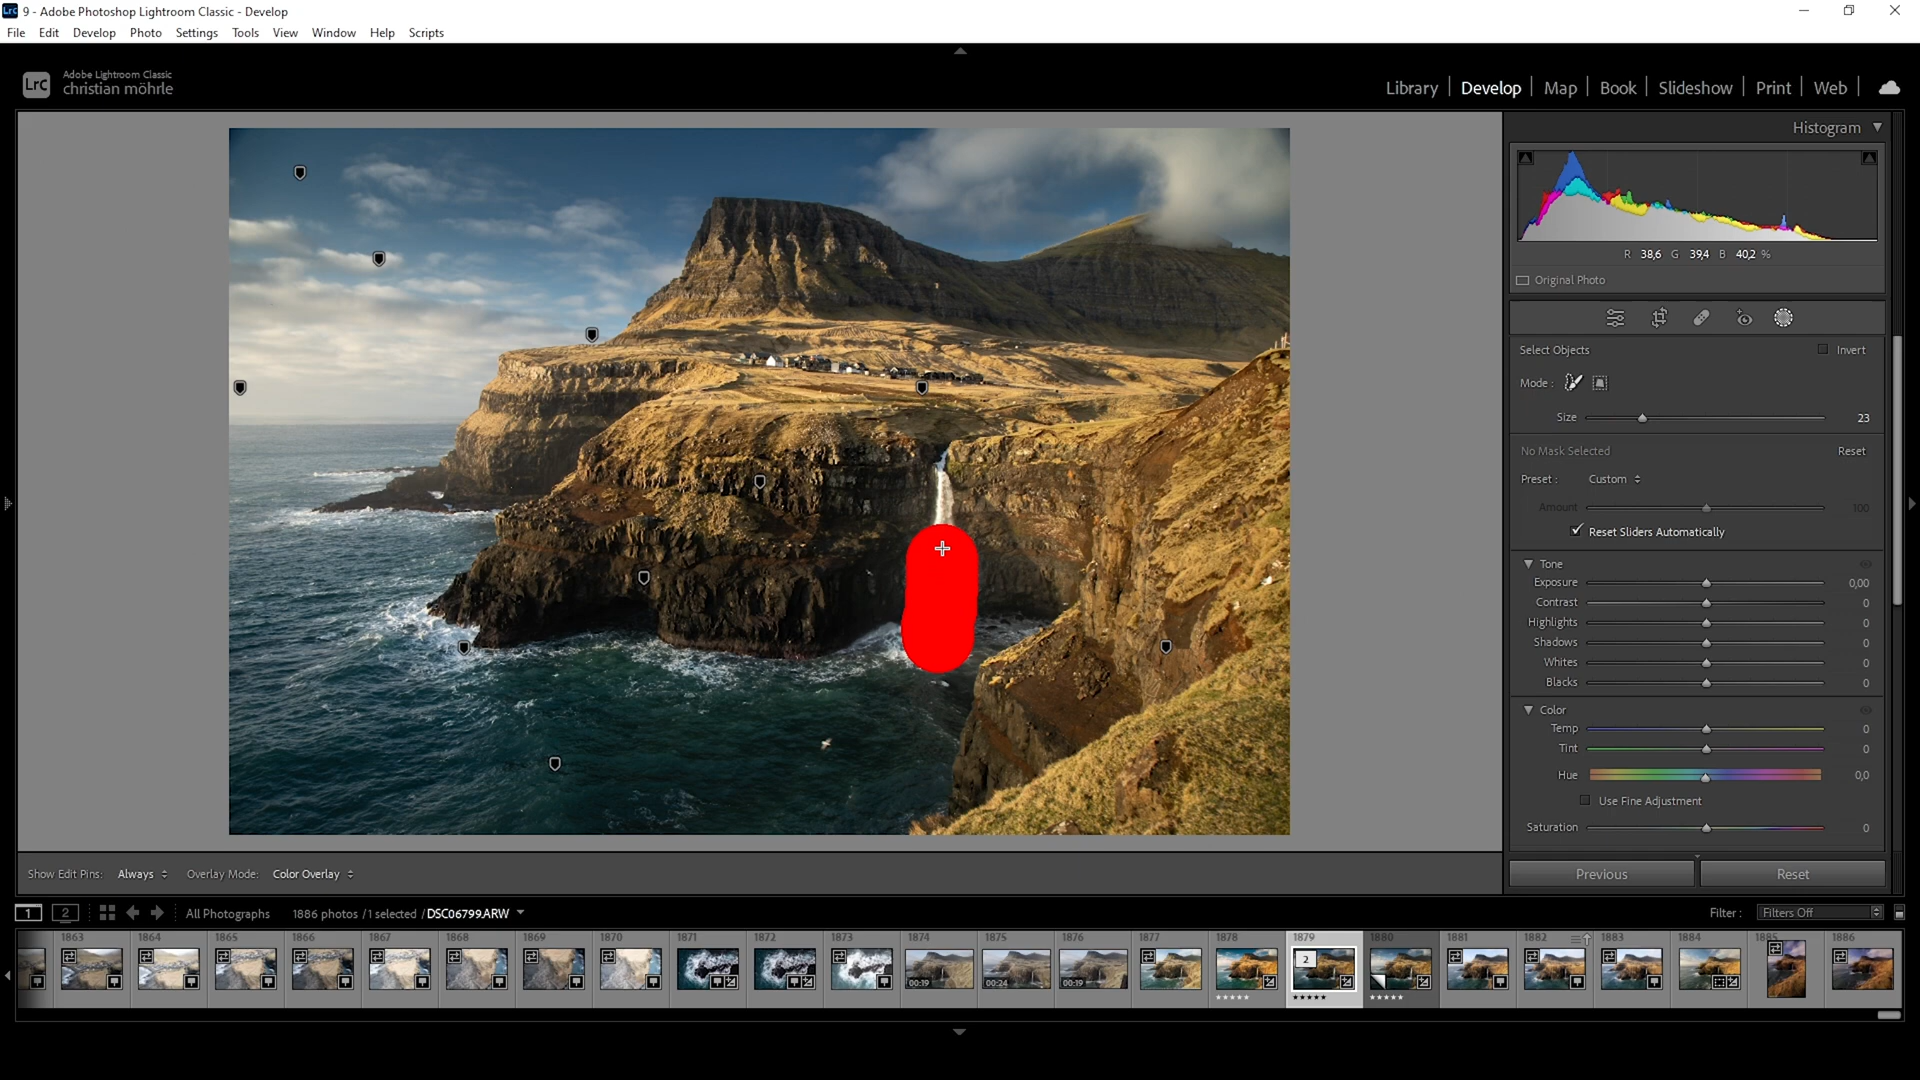 9 - Adobe Photoshop Lightroom Classic - Develop
File Edit Develop Photo Settings Tools View Window Help Scripts
Lrc
Adobe Lightroom Classic
christian möhrle
Library Develop Map Book Slideshow Print Web
Histogram
R 38,6 G 39,4 B 40,2 %
Original Photo
Select Objects Invert
Mode :
Size 23
No Mask Selected Reset
Preset : Custom
Amount 100
Reset Sliders Automatically
Tone
Exposure 0,00
Contrast 0
Highlights 0
Shadows 0
Whites 0
Blacks 0
Color
Temp 0
Tint 0
Hue 0,0
Use Fine Adjustment
Saturation 0
Previous Reset
Show Edit Pins: Always Overlay Mode: Color Overlay
1 2 All Photographs 1886 photos / 1 selected / DSC06799.ARW Filter : Filters Off
1863 1864 1865 1866 1867 1868 1869 1870 1871 1872 1873 1874 1875 1876 1877 1878 1879 1880 1881 1882 1883 1884 1885 1886
00:19 00:24 00:19 2